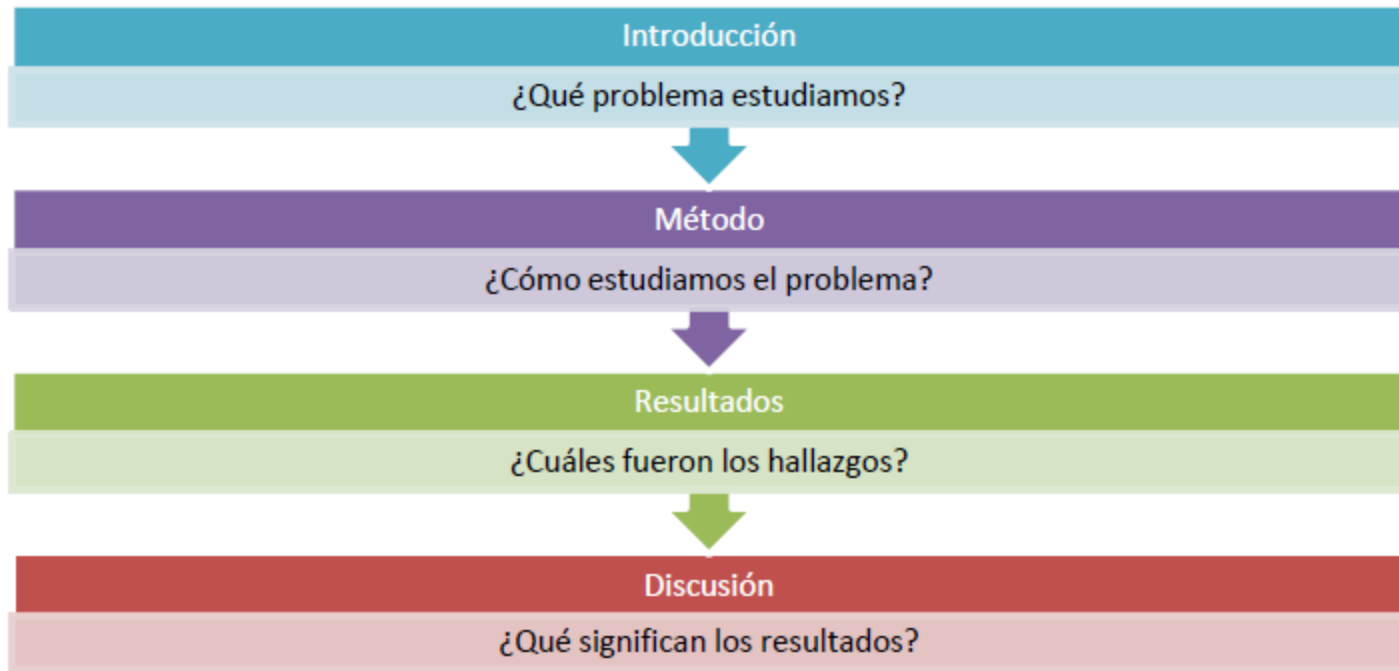 Introducción
¿Qué problema estudiamos?
Método
¿Cómo estudiamos el problema?
Resultados
¿Cuáles fueron los hallazgos?
Discusión
¿Qué significan los resultados?